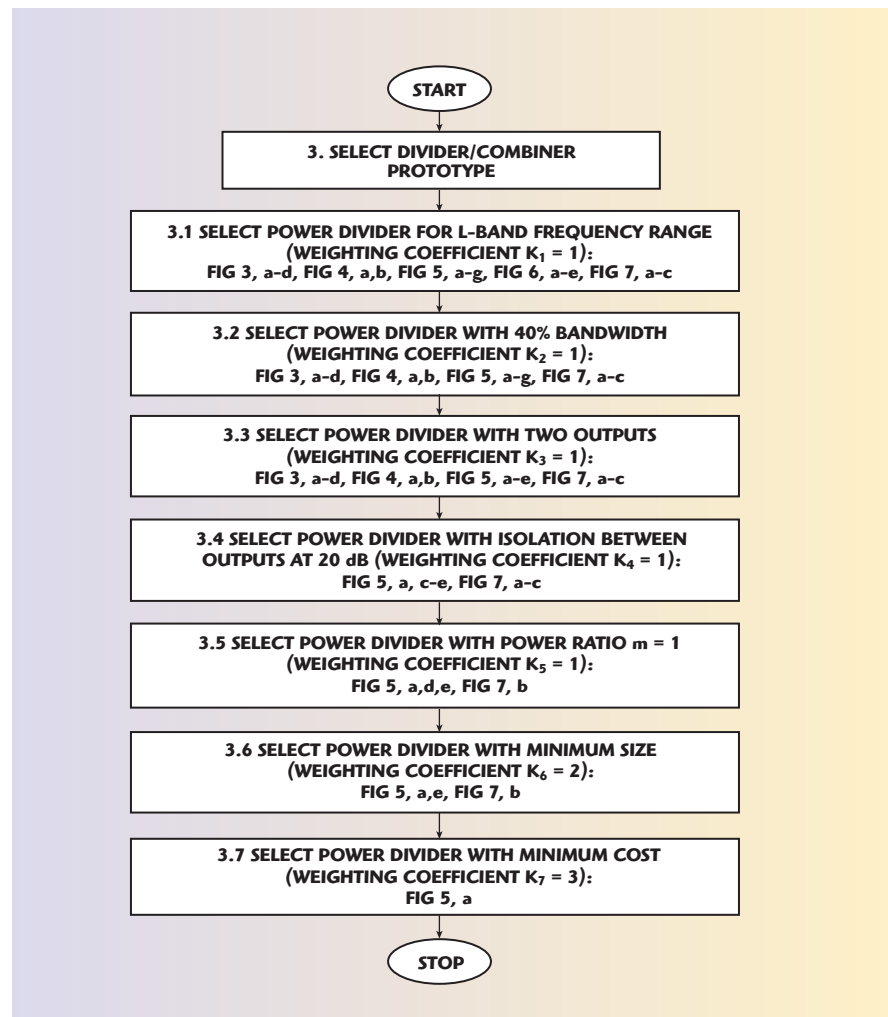 START
3. SELECT DIVIDER/COMBINER
PROTOTYPE
3.1 SELECT POWER DIVIDER FOR L-BAND FREQUENCY RANGE
(WEIGHTING COEFFICIENT K₁ = 1):
FIG 3, a–d, FIG 4, a,b, FIG 5, a–g, FIG 6, a–e, FIG 7, a–c
3.2 SELECT POWER DIVIDER WITH 40% BANDWIDTH
(WEIGHTING COEFFICIENT K₂ = 1):
FIG 3, a–d, FIG 4, a,b, FIG 5, a–g, FIG 7, a–c
3.3 SELECT POWER DIVIDER WITH TWO OUTPUTS
(WEIGHTING COEFFICIENT K₃ = 1):
FIG 3, a–d, FIG 4, a,b, FIG 5, a–e, FIG 7, a–c
3.4 SELECT POWER DIVIDER WITH ISOLATION BETWEEN
OUTPUTS AT 20 dB (WEIGHTING COEFFICIENT K₄ = 1):
FIG 5, a, c–e, FIG 7, a–c
3.5 SELECT POWER DIVIDER WITH POWER RATIO m = 1
(WEIGHTING COEFFICIENT K₅ = 1):
FIG 5, a,d,e, FIG 7, b
3.6 SELECT POWER DIVIDER WITH MINIMUM SIZE
(WEIGHTING COEFFICIENT K₆ = 2):
FIG 5, a,e, FIG 7, b
3.7 SELECT POWER DIVIDER WITH MINIMUM COST
(WEIGHTING COEFFICIENT K₇ = 3):
FIG 5, a
STOP